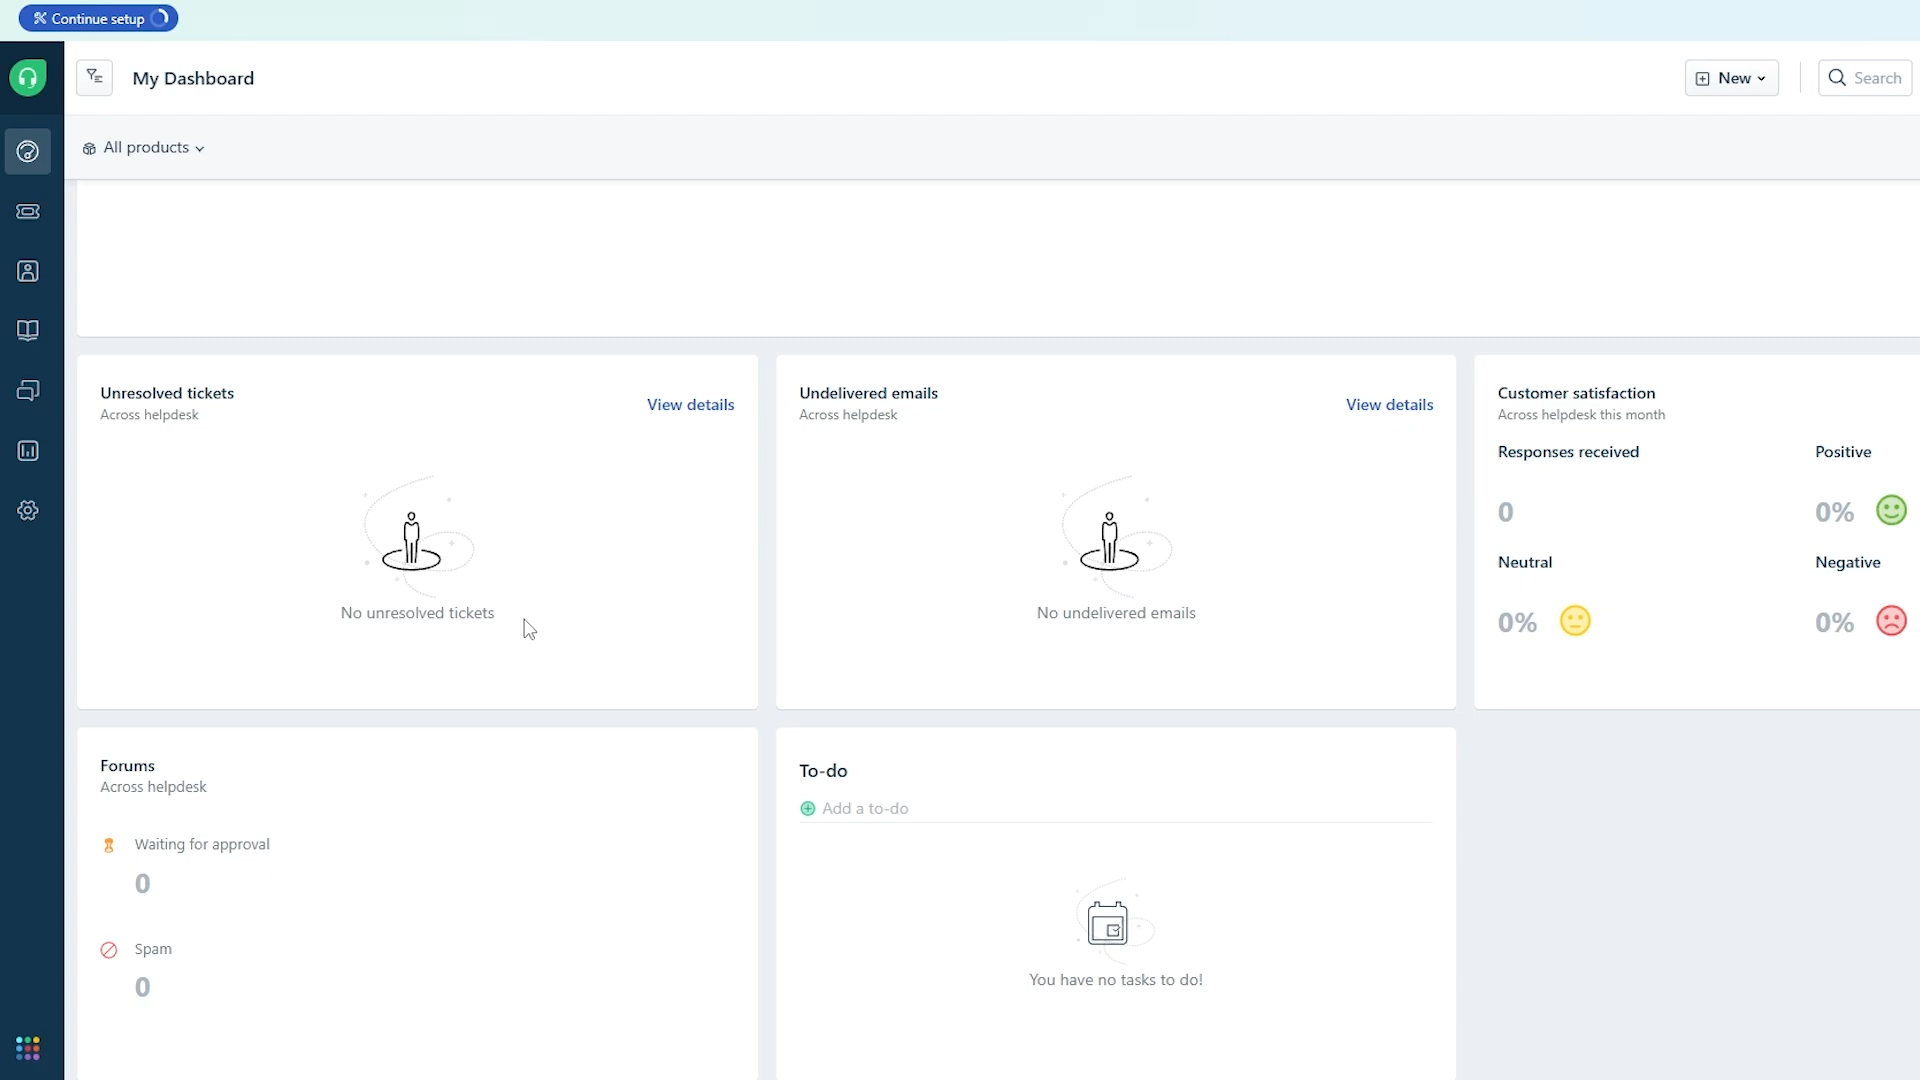 Continue setup
My Dashboard
New
Search
All products
Unresolved tickets
Across helpdesk
View details
No unresolved tickets
Undelivered emails
Across helpdesk
View details
No undelivered emails
Customer satisfaction
Across helpdesk this month
Responses received
0
Positive
0%
Neutral
0%
Negative
0%
Forums
Across helpdesk
Waiting for approval
0
Spam
0
To-do
Add a to-do
You have no tasks to do!